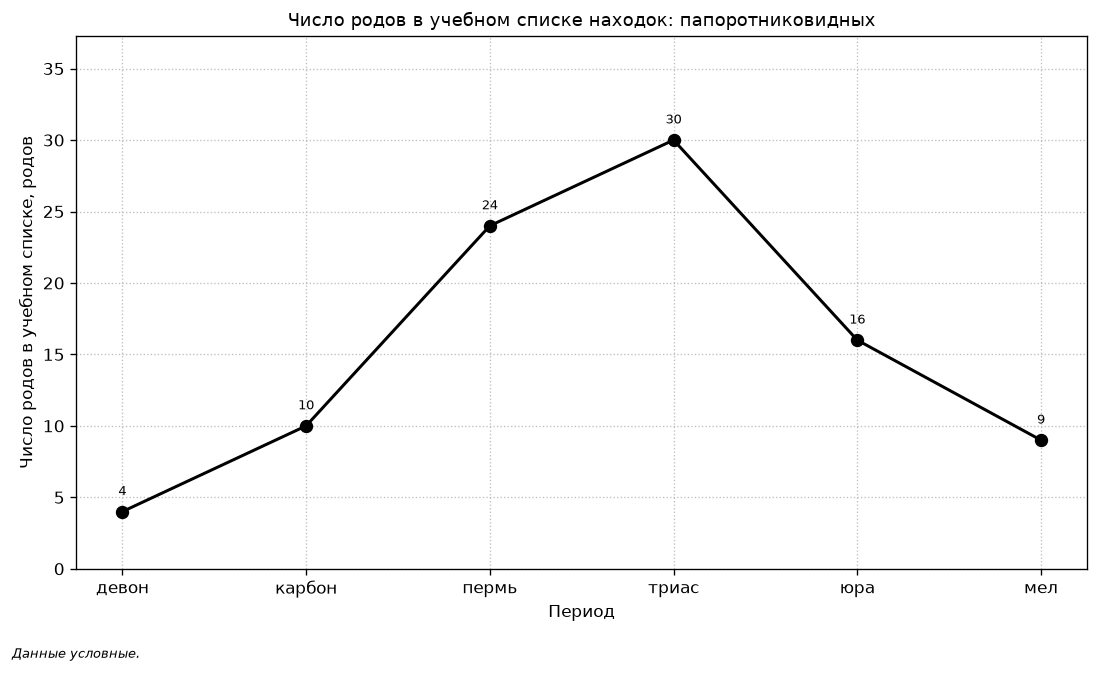 Число родов в учебном списке находок: папоротниковидных
Число родов в учебном списке, родов
35
30
25
20
15
10
5
0
4
10
24
30
16
9
девон
карбон
пермь
триас
юра
мел
Период
Данные условные.